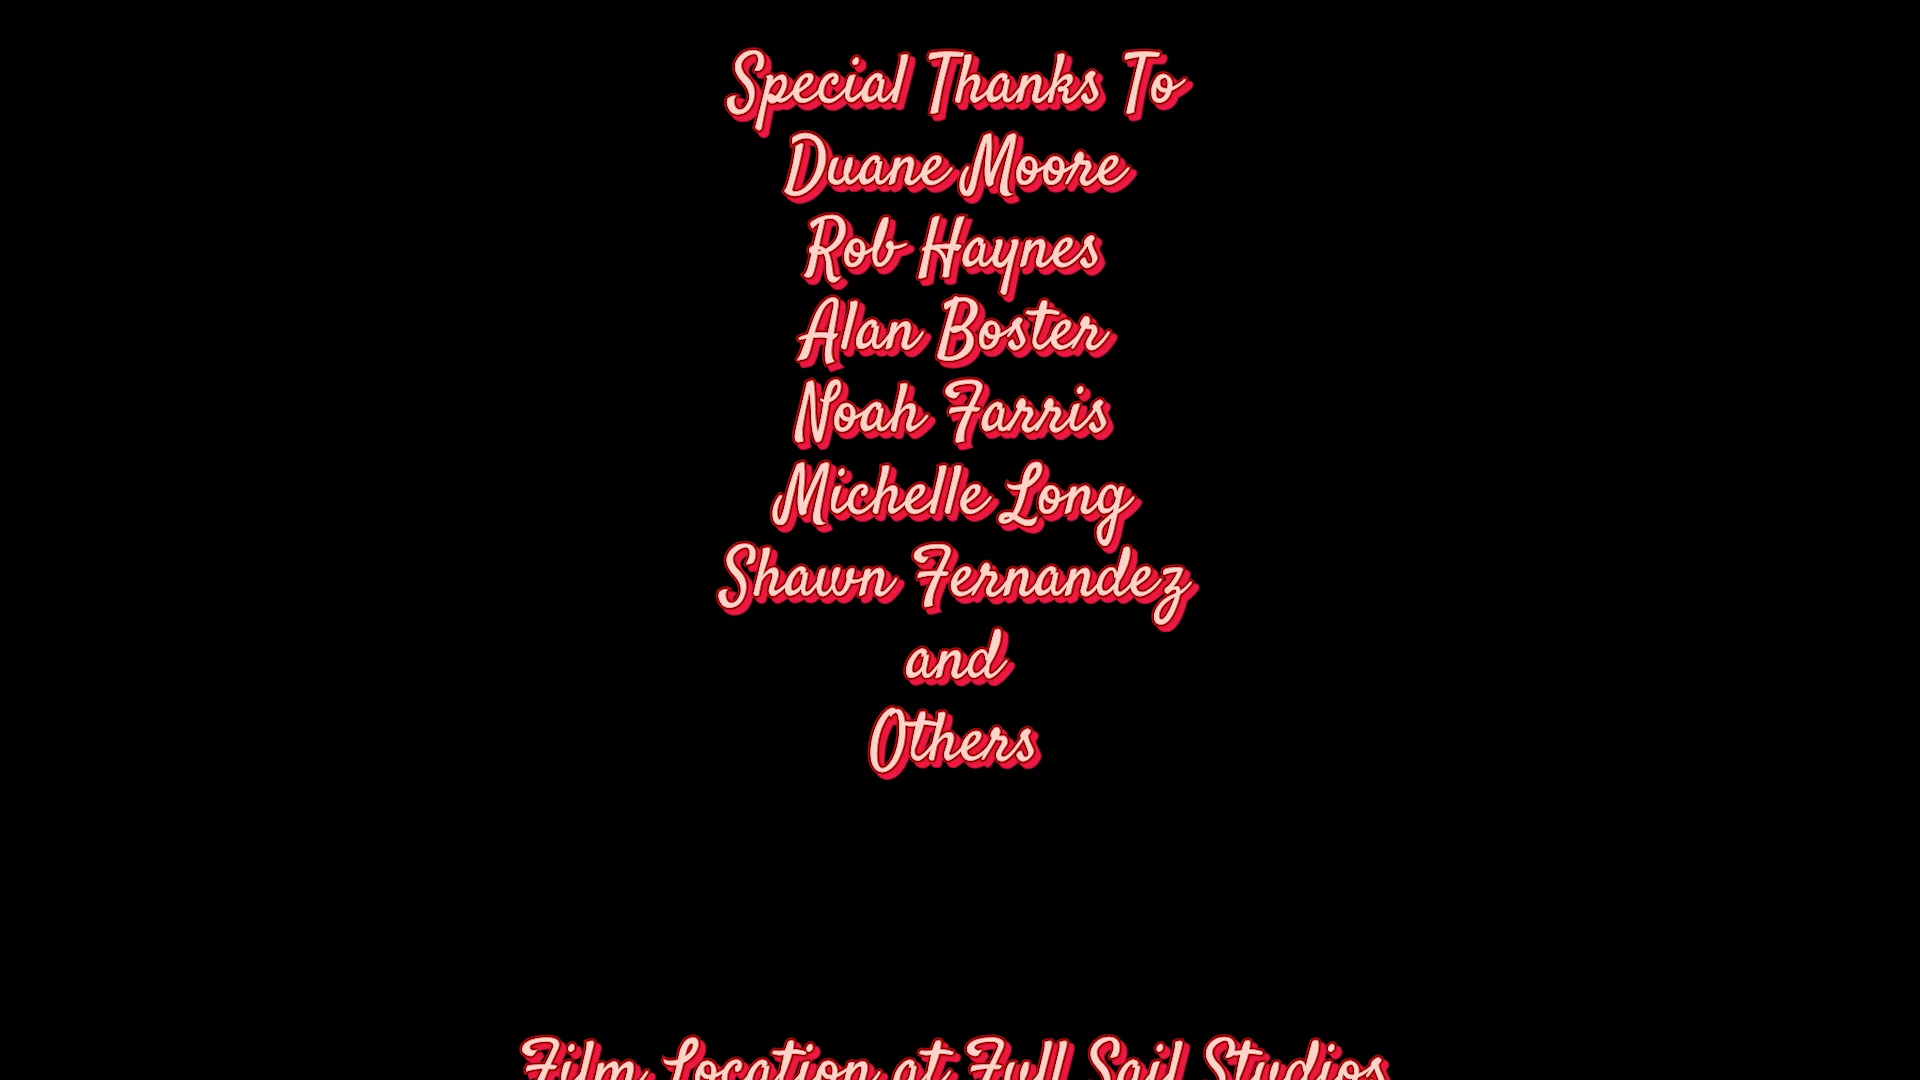 Special Thanks To
Duane Moore
Rob Haynes
Alan Boster
Noah Farris
Michelle Long
Shawn Fernandez
and
Others
Film Location at Full Sail Studios